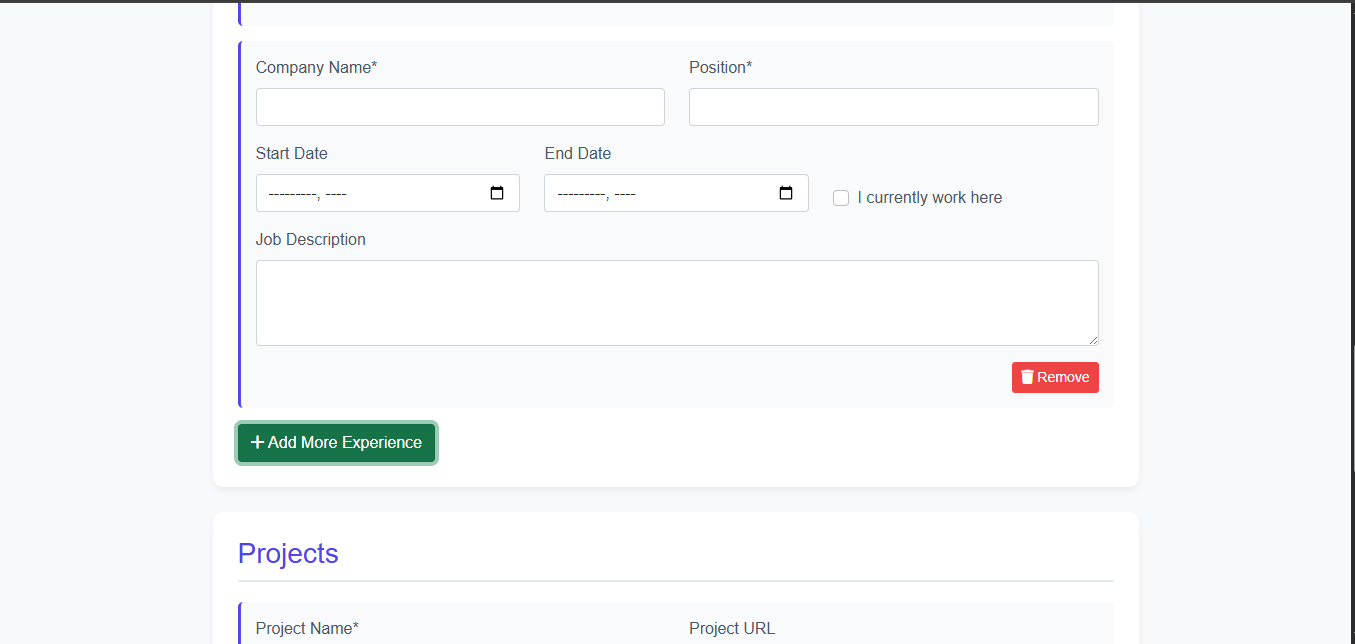 Company Name* Position*
Start Date End Date
---------, ---- ---------, ---- I currently work here
Job Description
Remove
Add More Experience
Projects
Project Name* Project URL